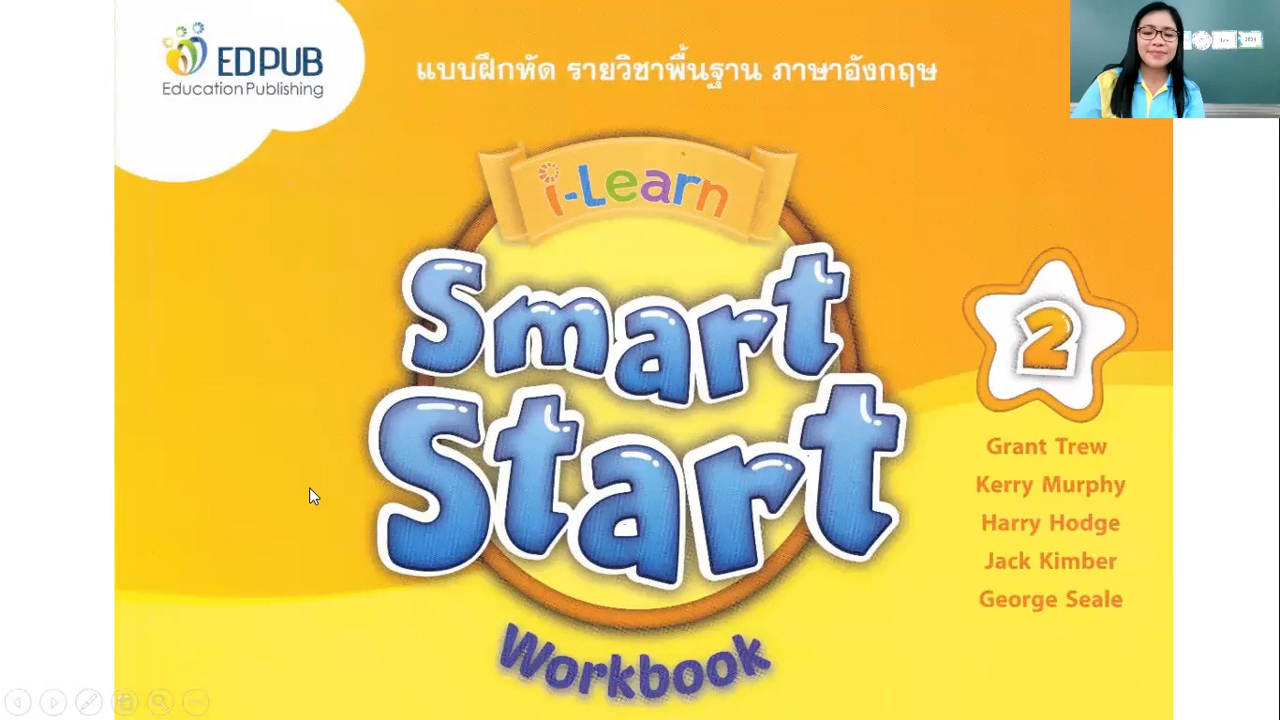 EDPUB
Education Publishing
แบบฝึกหัด รายวิชาพื้นฐาน ภาษาอังกฤษ
i-Learn
Smart
Start
2
Grant Trew
Kerry Murphy
Harry Hodge
Jack Kimber
George Seale
Workbook